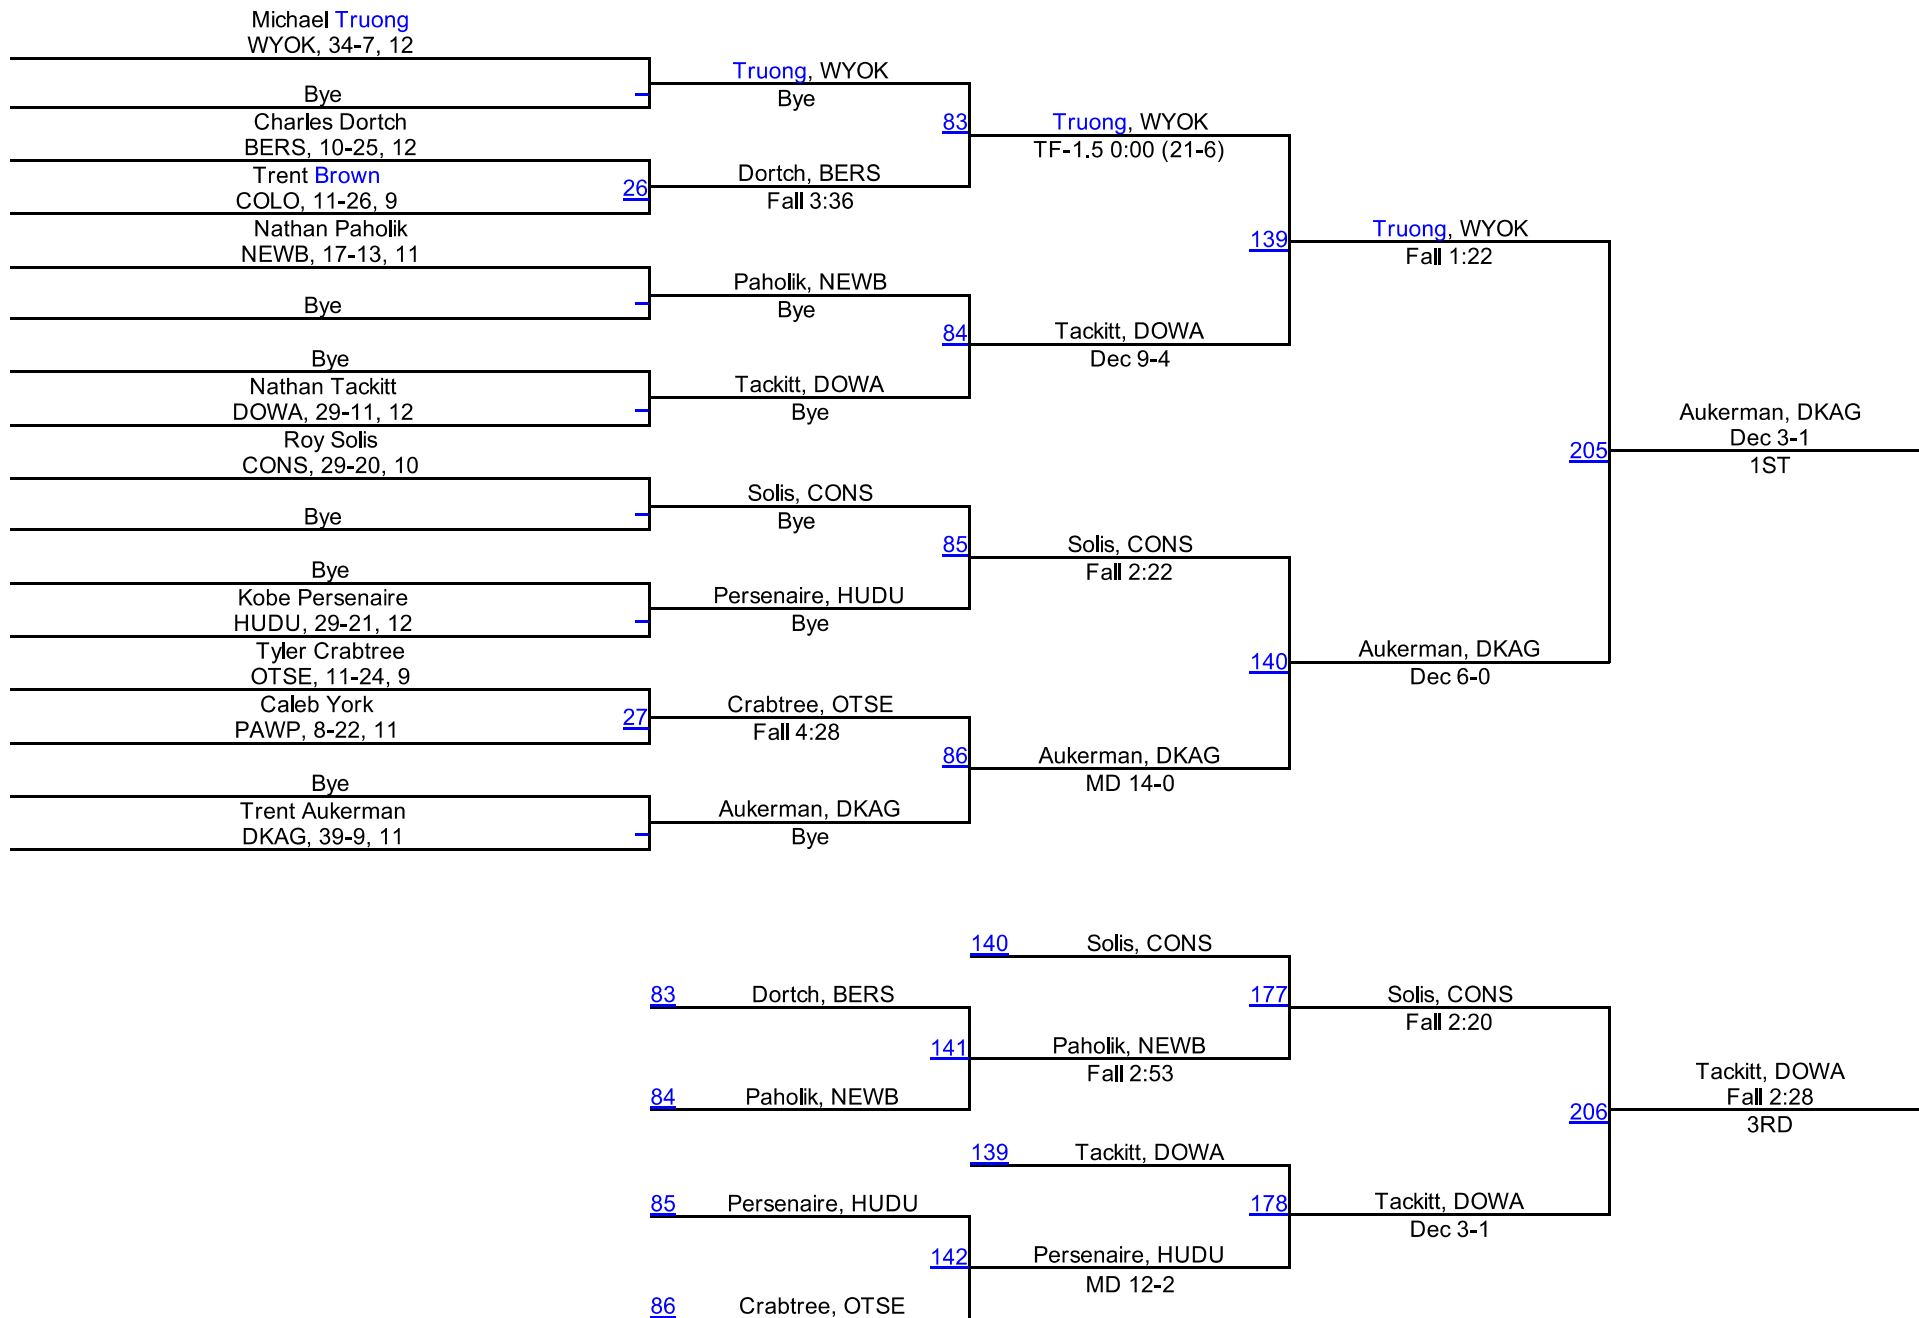 Michael Truong
WYOK, 34-7, 12
Bye
Charles Dortch
BERS, 10-25, 12
Trent Brown
COLO, 11-26, 9
26
Nathan Paholik
NEWB, 17-13, 11
Bye
Bye
Nathan Tackitt
DOWA, 29-11, 12
Roy Solis
CONS, 29-20, 10
Bye
Bye
Kobe Persenaire
HUDU, 29-21, 12
Tyler Crabtree
OTSE, 11-24, 9
Caleb York
PAWP, 8-22, 11
27
Bye
Trent Aukerman
DKAG, 39-9, 11
Truong, WYOK
Bye
83
Dortch, BERS
Fall 3:36
Paholik, NEWB
Bye
84
Tackitt, DOWA
Bye
Solis, CONS
Bye
85
Persenaire, HUDU
Bye
Crabtree, OTSE
Fall 4:28
86
Aukerman, DKAG
Bye
Truong, WYOK
TF-1.5 0:00 (21-6)
139
Tackitt, DOWA
Dec 9-4
Solis, CONS
Fall 2:22
140
Aukerman, DKAG
MD 14-0
Truong, WYOK
Fall 1:22
205
Aukerman, DKAG
Dec 6-0
Aukerman, DKAG
Dec 3-1
1ST
83 Dortch, BERS
141
84 Paholik, NEWB
85 Persenaire, HUDU
142
86 Crabtree, OTSE
140 Solis, CONS
177
Paholik, NEWB
Fall 2:53
139 Tackitt, DOWA
178
Persenaire, HUDU
MD 12-2
Solis, CONS
Fall 2:20
206
Tackitt, DOWA
Dec 3-1
Tackitt, DOWA
Fall 2:28
3RD